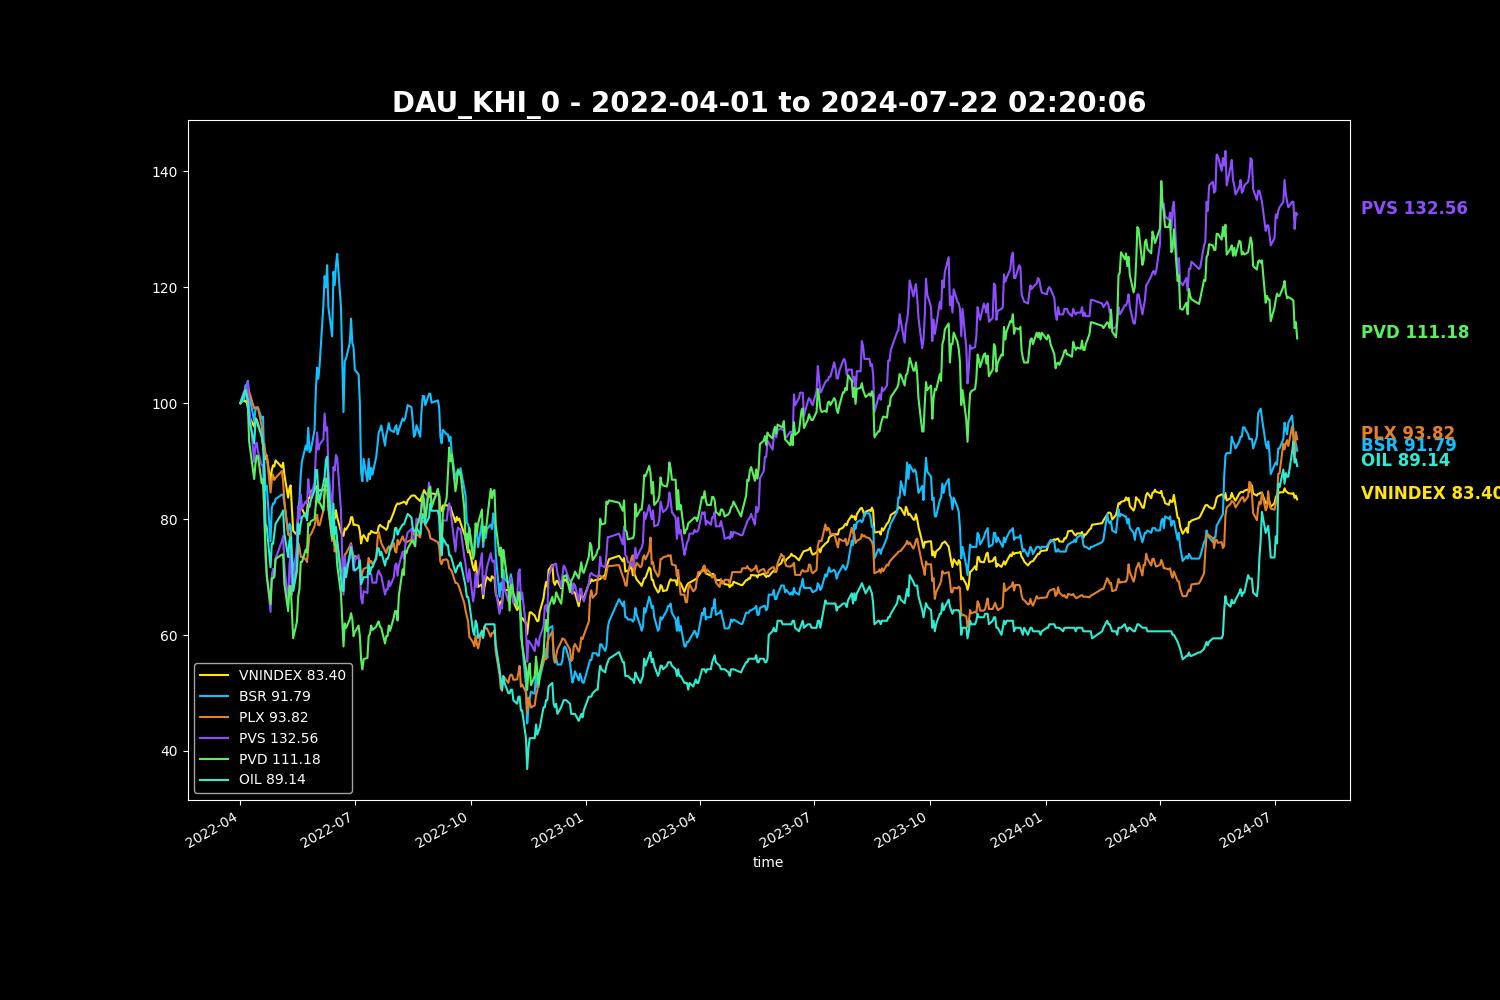 DAU_KHI_0 - 2022-04-01 to 2024-07-22 02:20:06
140
120
100
80
60
40
PVS 132.56
PVD 111.18
PLX 93.82
BSR 91.79
OIL 89.14
VNINDEX 83.40
VNINDEX 83.40
BSR 91.79
PLX 93.82
PVS 132.56
PVD 111.18
OIL 89.14
2022-04
2022-07
2022-10
2023-01
2023-04
2023-07
2023-10
2024-01
2024-04
2024-07
time